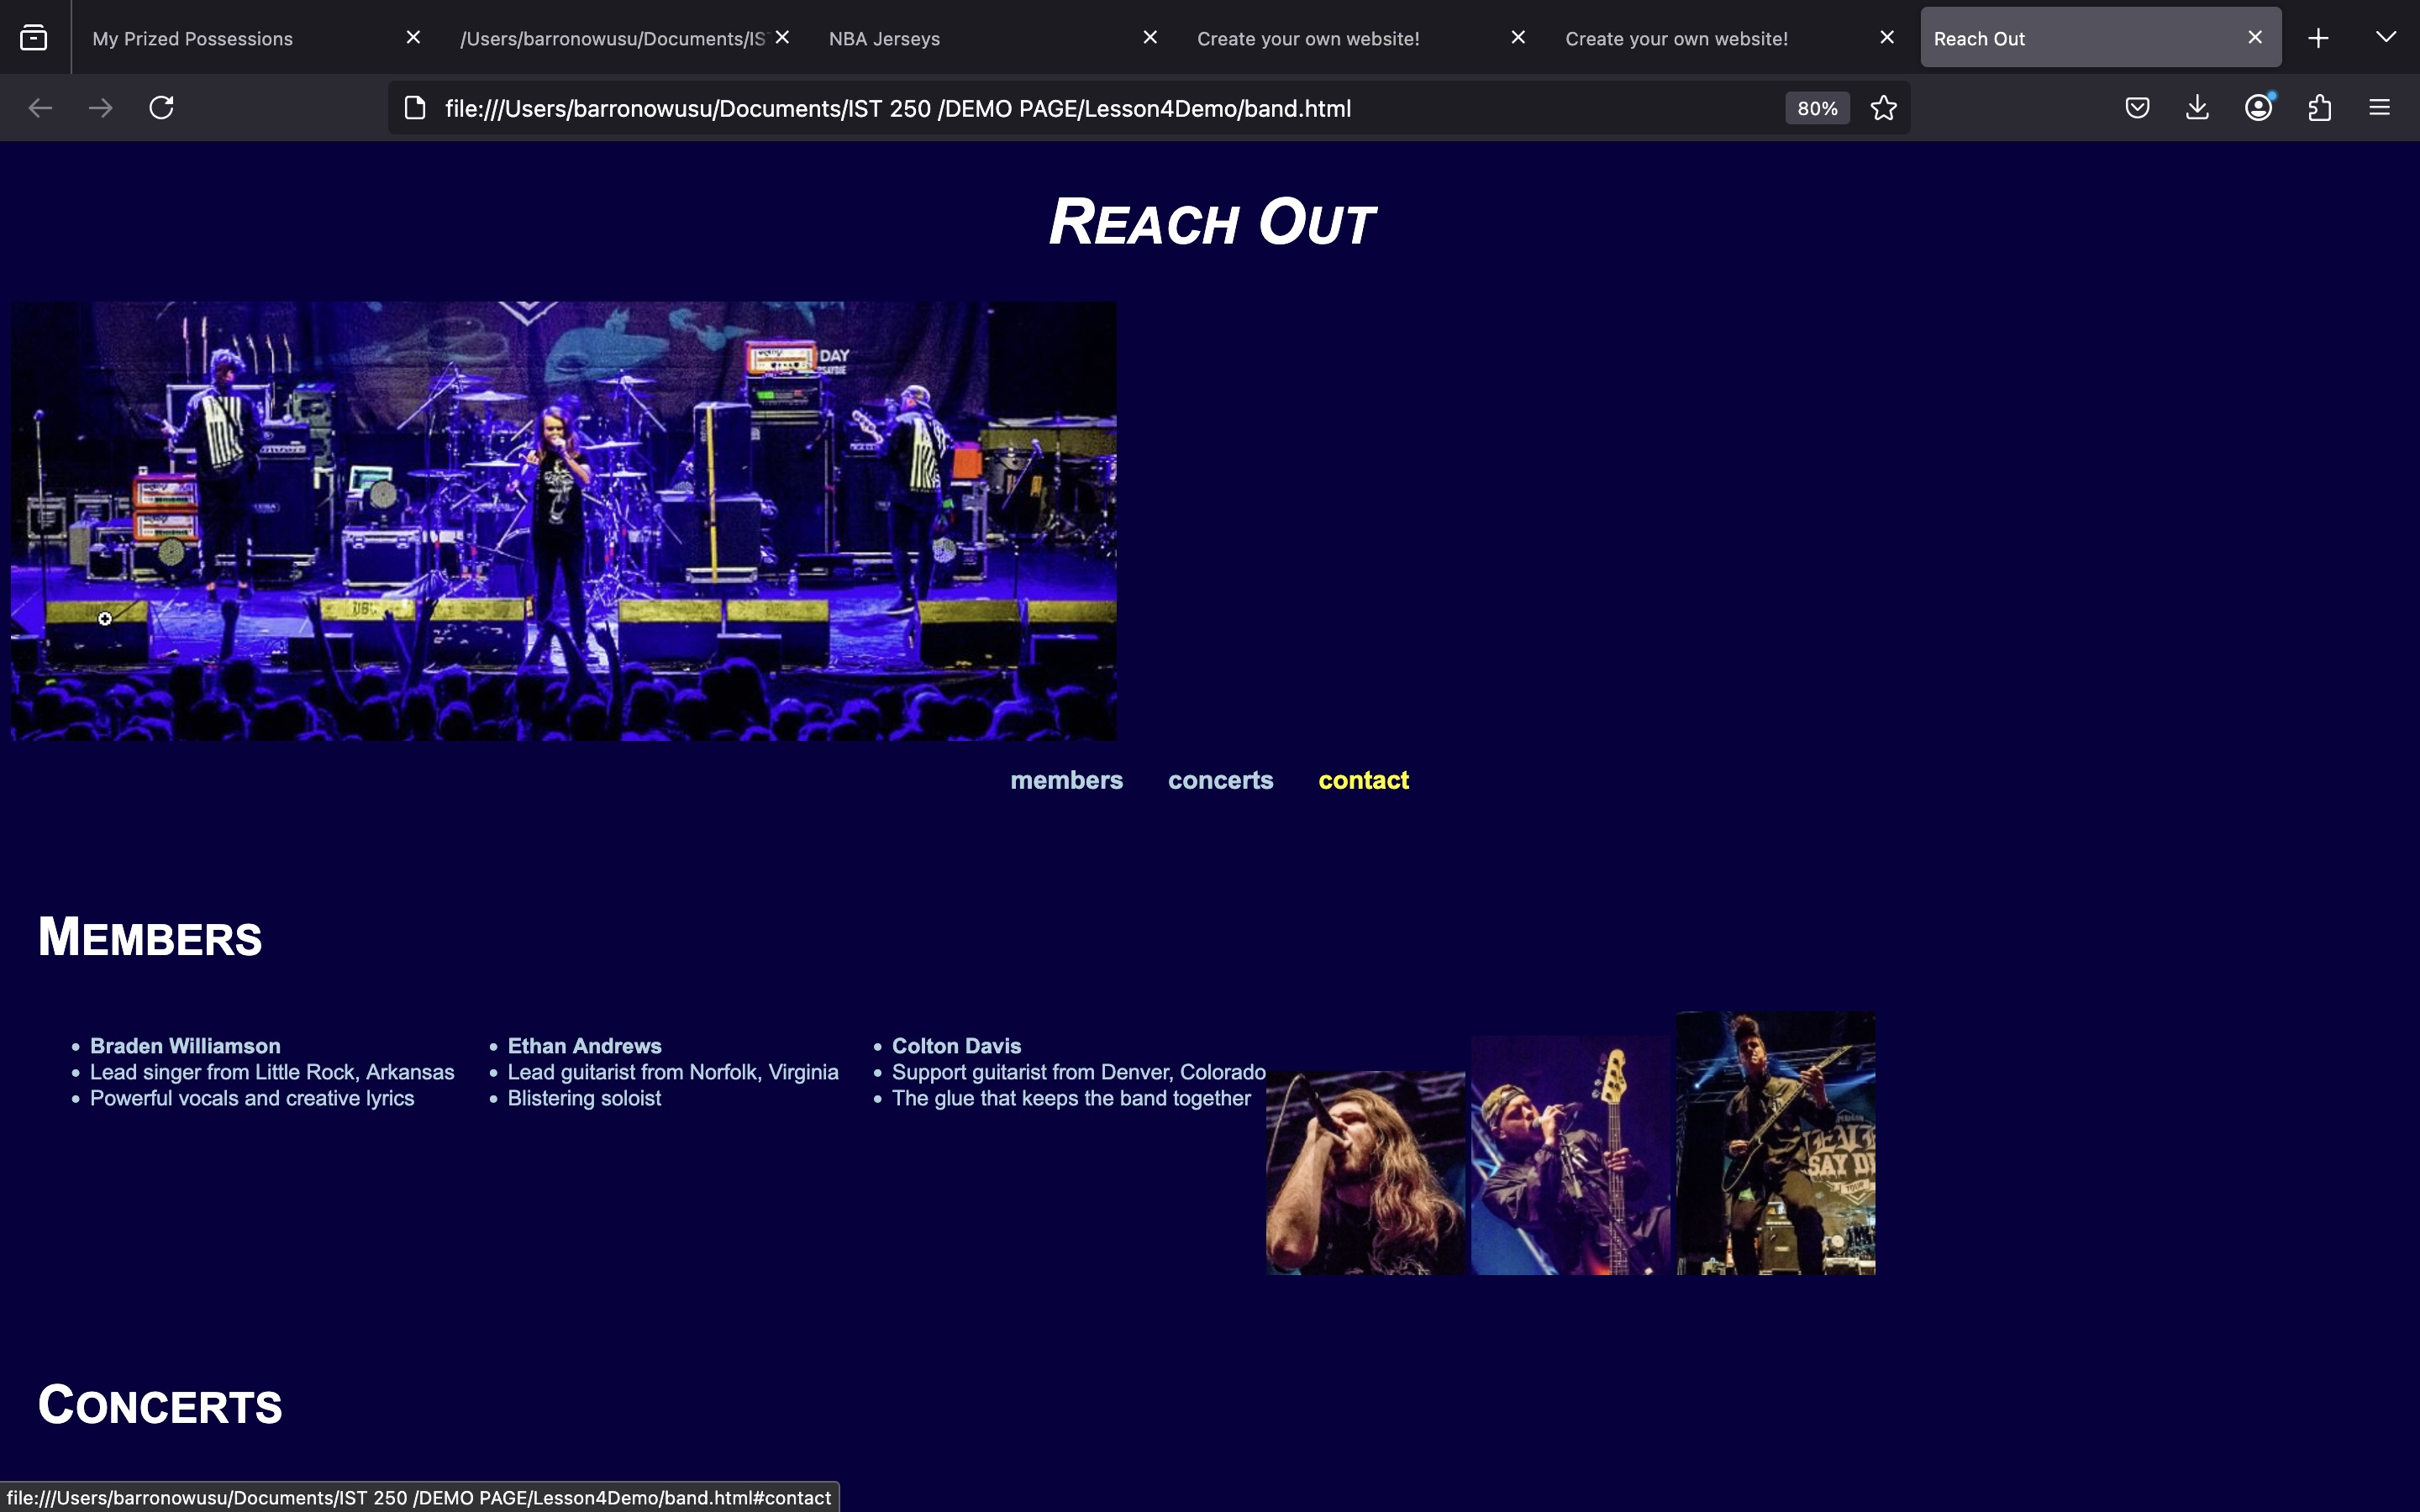 My Prized Possessions
/Users/barronowusu/Documents/IS
NBA Jerseys
Create your own website!
Create your own website!
Reach Out
file:///Users/barronowusu/Documents/IST 250 /DEMO PAGE/Lesson4Demo/band.html
80%
REACH OUT
DAY
members concerts contact
MEMBERS
Braden Williamson
Lead singer from Little Rock, Arkansas
Powerful vocals and creative lyrics
Ethan Andrews
Lead guitarist from Norfolk, Virginia
Blistering soloist
Colton Davis
Support guitarist from Denver, Colorado
The glue that keeps the band together
SAY
TOUR
CONCERTS
file:///Users/barronowusu/Documents/IST 250 /DEMO PAGE/Lesson4Demo/band.html#contact